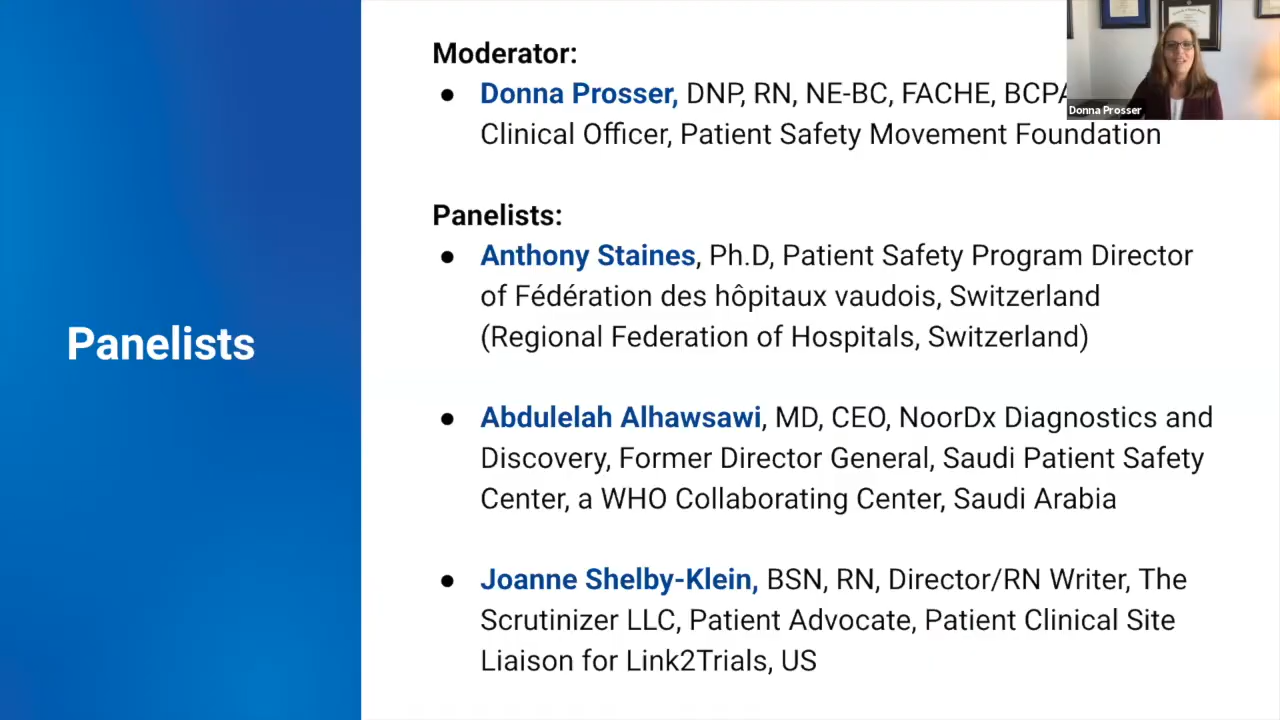 Panelists
Moderator:
● Donna Prosser, DNP, RN, NE-BC, FACHE, BCPA
Clinical Officer, Patient Safety Movement Foundation
Panelists:
● Anthony Staines, Ph.D, Patient Safety Program Director
of Fédération des hôpitaux vaudois, Switzerland
(Regional Federation of Hospitals, Switzerland)
● Abdulelah Alhawsawi, MD, CEO, NoorDx Diagnostics and
Discovery, Former Director General, Saudi Patient Safety
Center, a WHO Collaborating Center, Saudi Arabia
● Joanne Shelby-Klein, BSN, RN, Director/RN Writer, The
Scrutinizer LLC, Patient Advocate, Patient Clinical Site
Liaison for Link2Trials, US
Donna Prosser